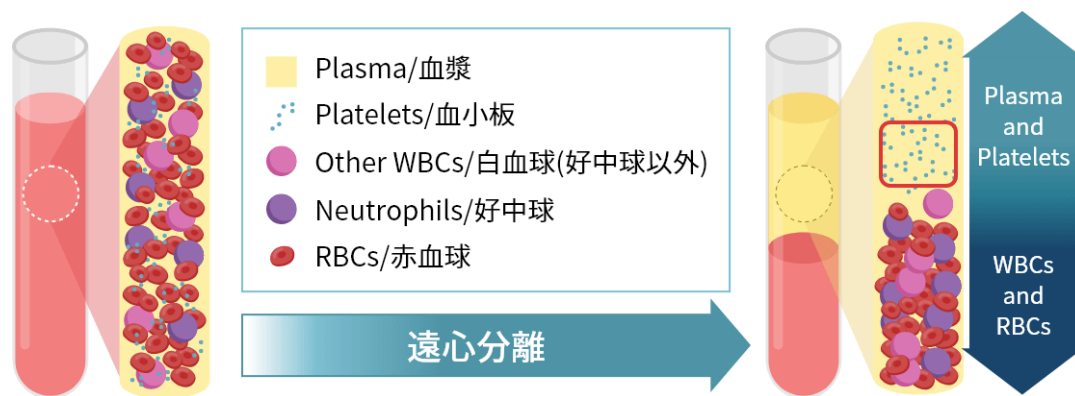 Plasma/血漿
Platelets/血小板
Other WBCs/白血球(好中球以外)
Neutrophils/好中球
RBCs/赤血球
遠心分離
Plasma
and
Platelets
WBCs
and
RBCs